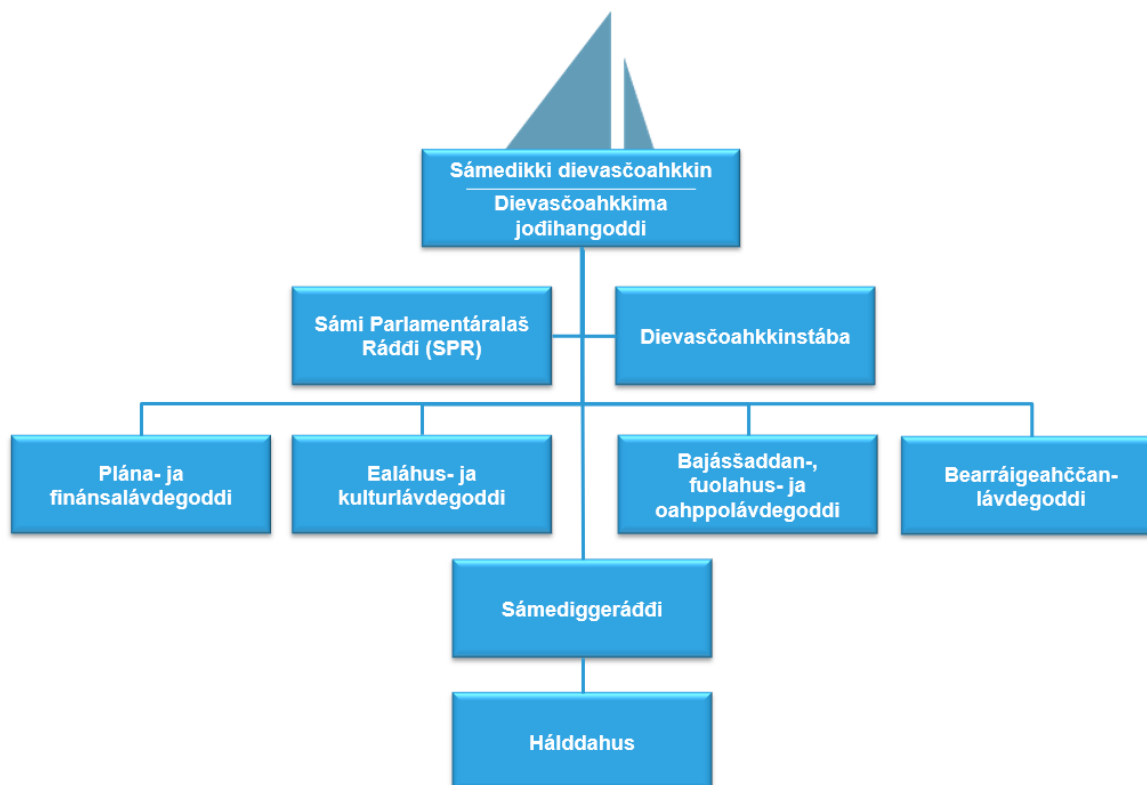 Sámedikki dievasčoahkkin
Dievasčoahkkima
jođihangoddi
Sámi Parlamentáralaš
Ráđđi (SPR)
Dievasčoahkkinstába
Plána- ja
finánsalávdegoddi
Ealáhus- ja
kulturlávdegoddi
Bajásšaddan-,
fuolahus- ja
oahppolávdegoddi
Bearráigeahččan-
lávdegoddi
Sámediggeráđđi
Hálddahus